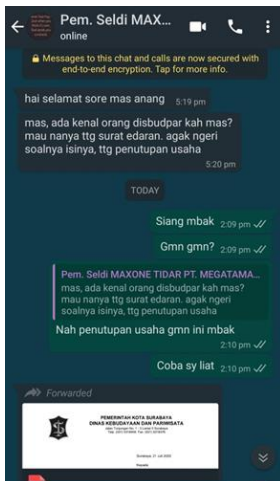 Pem. Seldi MAX...
online
Messages to this chat and calls are now secured with
end-to-end encryption. Tap for more info.
hai selamat sore mas anang 5:19 pm
mas, ada kenal orang disbudpar kah mas?
mau nanya ttg surat edaran. agak ngeri
soalnya isinya, ttg penutupan usaha
5:20 pm
TODAY
Siang mbak 2:09 pm
Gmn gmn? 2:09 pm
Pem. Seldi MAXONE TIDAR PT. MEGATAMA...
mas, ada kenal orang disbudpar kah mas?
mau nanya ttg surat edaran. agak ngeri
soalnya isinya, ttg penutupan usaha
Nah penutupan usaha gmn ini mbak
2:10 pm
Coba sy liat 2:10 pm
Forwarded
PEMERINTAH KOTA SURABAYA
DINAS KEBUDAYAAN DAN PARIWISATA